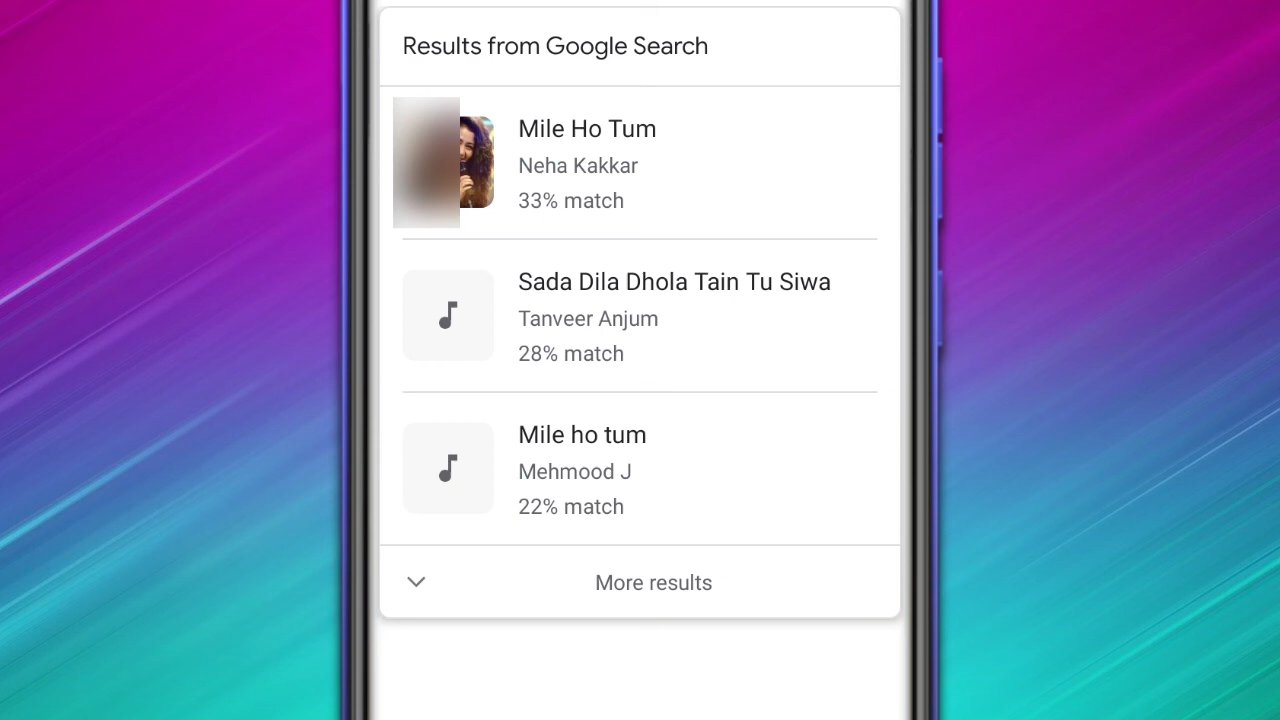 Results from Google Search
Mile Ho Tum
Neha Kakkar
33% match
Sada Dila Dhola Tain Tu Siwa
Tanveer Anjum
28% match
Mile ho tum
Mehmood J
22% match
More results